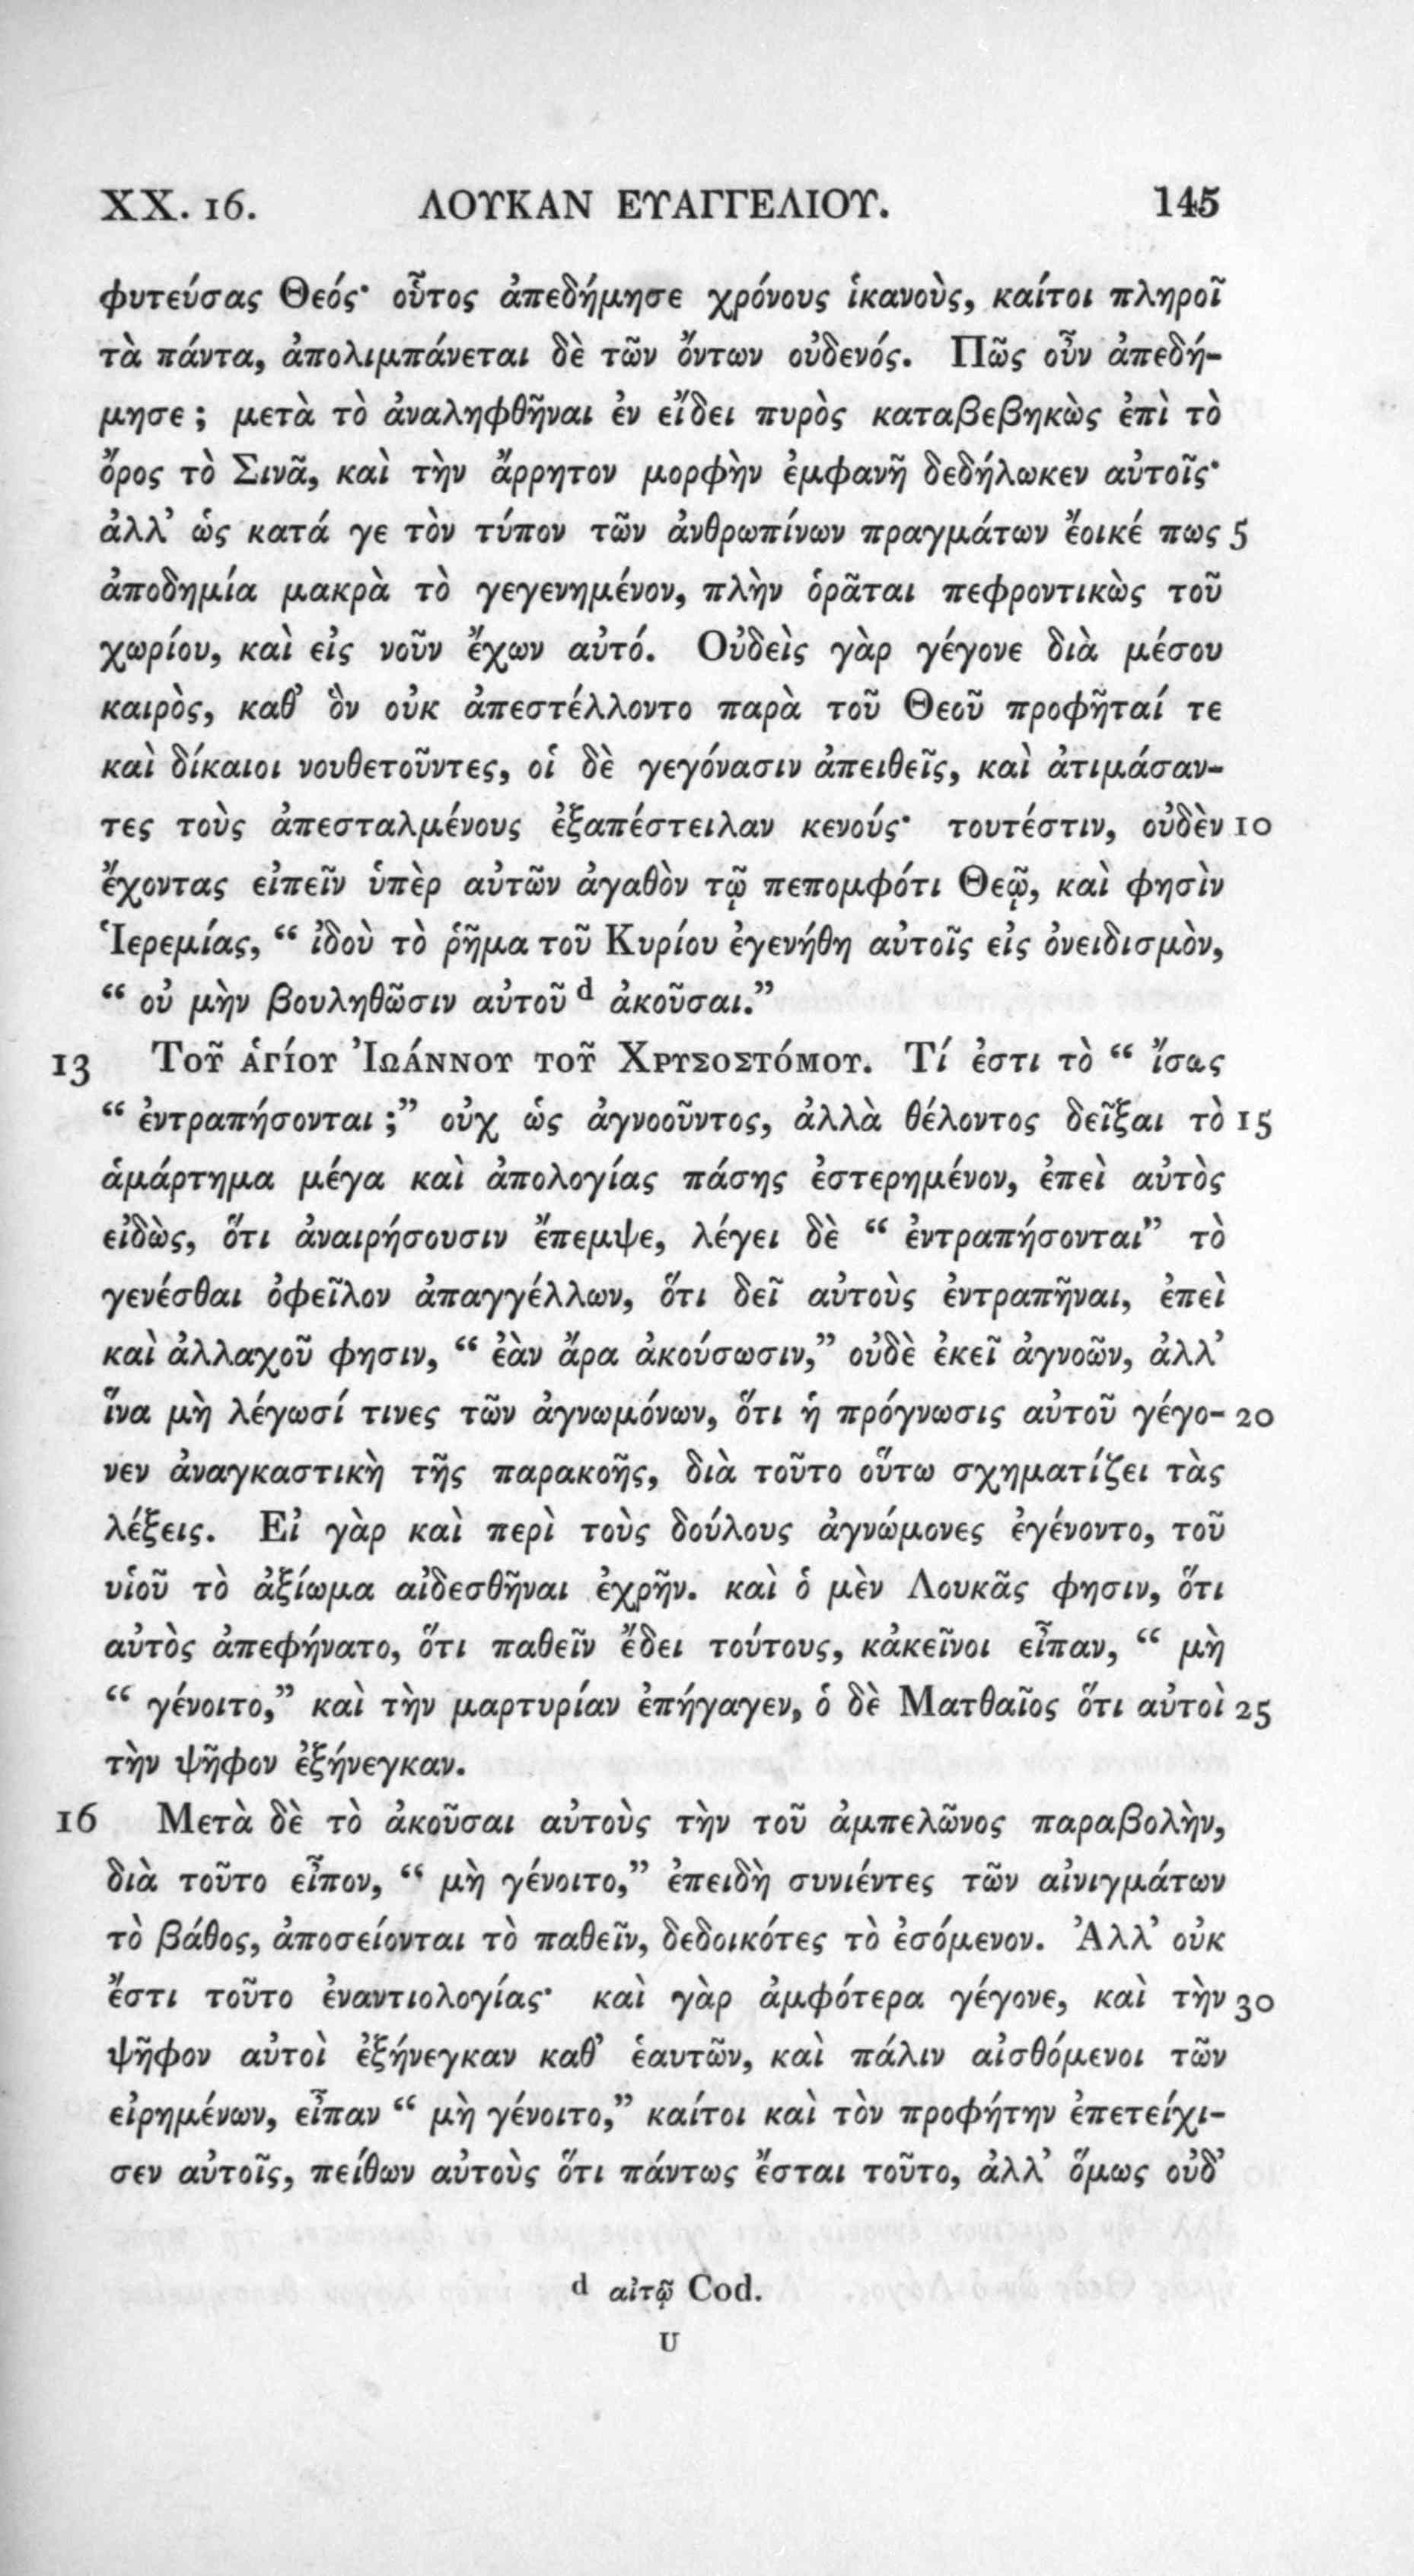 XX. 16. ΛΟΥΚΑΝ ΕΥΑΓΓΕΛΙΟΥ. 145
φυτεύσας Θεός· οὗτος ἀπεδήμησε χρόνους ἱκανοὺς, καίτοι πληροῖ
τὰ πάντα, ἀπολιμπάνεται δὲ τῶν ὄντων οὐδενός. Πῶς οὖν ἀπεδή-
μησε ; μετὰ τὸ ἀναληφθῆναι ἐν εἴδει πυρὸς καταβεβηκὼς ἐπὶ τὸ
ὄρος τὸ Σινᾶ, καὶ τὴν ἄρρητον μορφὴν ἐμφανῆ δεδήλωκεν αὐτοῖς·
ἀλλ’ ὡς κατά γε τὸν τύπον τῶν ἀνθρωπίνων πραγμάτων ἔοικέ πως 5
ἀποδημία μακρὰ τὸ γεγενημένον, πλὴν ὁρᾶται πεφροντικὼς τοῦ
χωρίου, καὶ εἰς νοῦν ἔχων αὐτό. Οὐδεὶς γὰρ γέγονε διὰ μέσου
καιρὸς, καθ’ ὃν οὐκ ἀπεστέλλοντο παρὰ τοῦ Θεοῦ προφῆταί τε
καὶ δίκαιοι νουθετοῦντες, οἱ δὲ γεγόνασιν ἀπειθεῖς, καὶ ἀτιμάσαν-
τες τοὺς ἀπεσταλμένους ἐξαπέστειλαν κενούς· τουτέστιν, οὐδὲν 10
ἔχοντας εἰπεῖν ὑπὲρ αὐτῶν ἀγαθὸν τῷ πεπομφότι Θεῷ, καὶ φησὶν
Ἱερεμίας, “ ἰδοὺ τὸ ῥῆμα τοῦ Κυρίου ἐγενήθη αὐτοῖς εἰς ὀνειδισμὸν,
“ οὐ μὴν βουληθῶσιν αὐτοῦ d ἀκοῦσαι.”
13 Τοῦ ἁγίου Ἰωάννου τοῦ Χρυσοστόμου. Τί ἐστι τὸ “ ἴσως
“ ἐντραπήσονται ;” οὐχ ὡς ἀγνοοῦντος, ἀλλὰ θέλοντος δεῖξαι τὸ 15
ἁμάρτημα μέγα καὶ ἀπολογίας πάσης ἐστερημένον, ἐπεὶ αὐτὸς
εἰδὼς, ὅτι ἀναιρήσουσιν ἔπεμψε, λέγει δὲ “ ἐντραπήσονται” τὸ
γενέσθαι ὀφεῖλον ἀπαγγέλλων, ὅτι δεῖ αὐτοὺς ἐντραπῆναι, ἐπεὶ
καὶ ἀλλαχοῦ φησιν, “ ἐὰν ἄρα ἀκούσωσιν,” οὐδὲ ἐκεῖ ἀγνοῶν, ἀλλ’
ἵνα μὴ λέγωσί τινες τῶν ἀγνωμόνων, ὅτι ἡ πρόγνωσις αὐτοῦ γέγο- 20
νεν ἀναγκαστικὴ τῆς παρακοῆς, διὰ τοῦτο οὕτω σχηματίζει τὰς
λέξεις. Εἰ γὰρ καὶ περὶ τοὺς δούλους ἀγνώμονες ἐγένοντο, τοῦ
υἱοῦ τὸ ἀξίωμα αἰδεσθῆναι ἐχρῆν. καὶ ὁ μὲν Λουκᾶς φησιν, ὅτι
αὐτὸς ἀπεφήνατο, ὅτι παθεῖν ἔδει τούτους, κἀκεῖνοι εἶπαν, “ μὴ
“ γένοιτο,” καὶ τὴν μαρτυρίαν ἐπήγαγεν, ὁ δὲ Ματθαῖος ὅτι αὐτοὶ 25
τὴν ψῆφον ἐξήνεγκαν.
16 Μετὰ δὲ τὸ ἀκοῦσαι αὐτοὺς τὴν τοῦ ἀμπελῶνος παραβολὴν,
διὰ τοῦτο εἶπον, “ μὴ γένοιτο,” ἐπειδὴ συνιέντες τῶν αἰνιγμάτων
τὸ βάθος, ἀποσείονται τὸ παθεῖν, δεδοικότες τὸ ἐσόμενον. Ἀλλ’ οὐκ
ἔστι τοῦτο ἐναντιολογίας· καὶ γὰρ ἀμφότερα γέγονε, καὶ τὴν 30
ψῆφον αὐτοὶ ἐξήνεγκαν καθ’ ἑαυτῶν, καὶ πάλιν αἰσθόμενοι τῶν
εἰρημένων, εἶπαν “ μὴ γένοιτο,” καίτοι καὶ τὸν προφήτην ἐπετείχι-
σεν αὐτοῖς, πείθων αὐτοὺς ὅτι πάντως ἔσται τοῦτο, ἀλλ’ ὅμως οὐδ’
d αἰτῷ Cod.
U